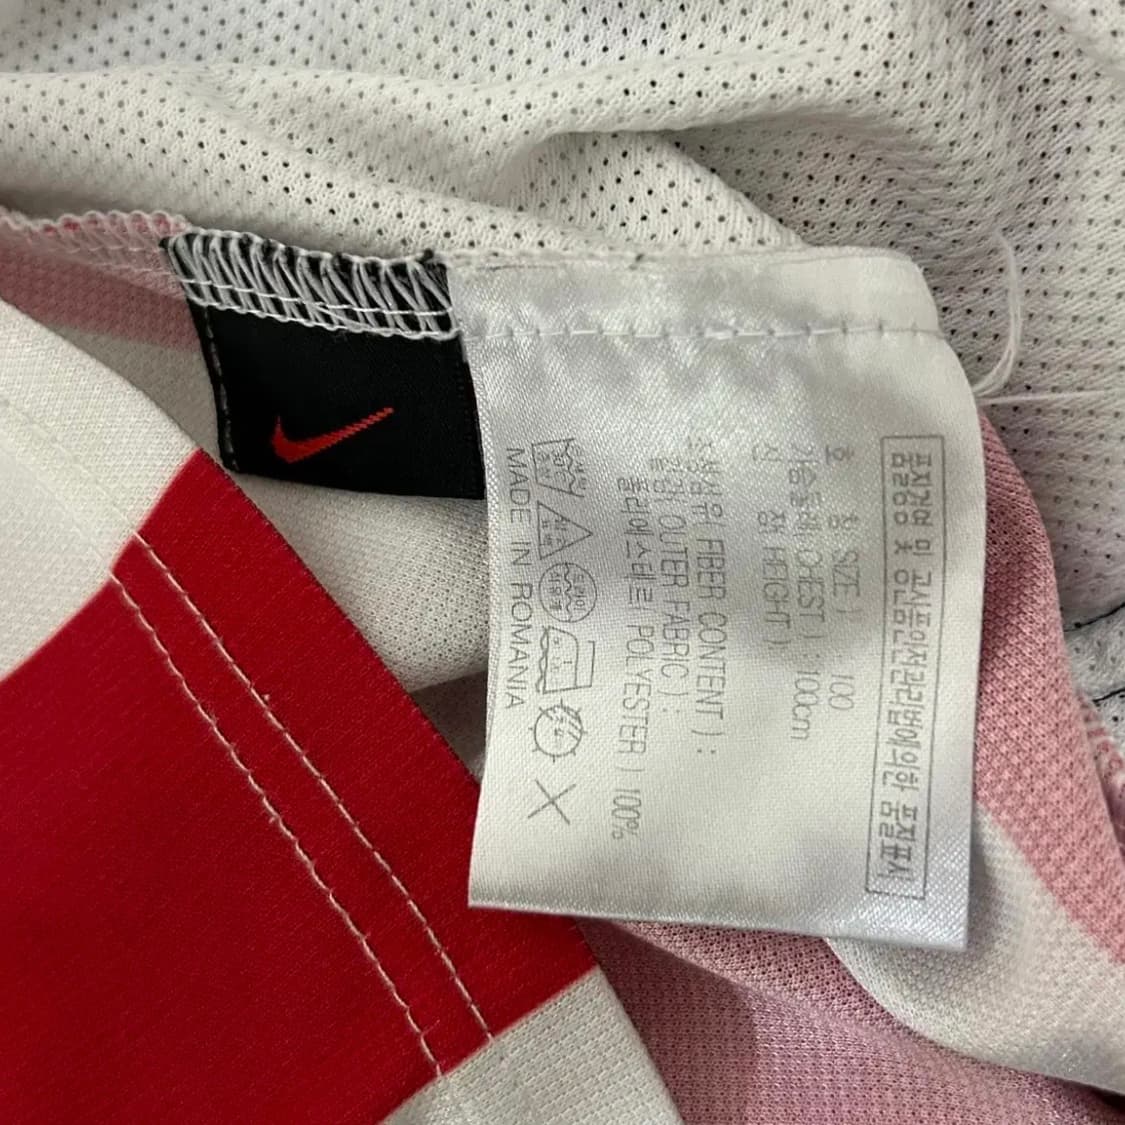 품질경영 및 공산품안전관리법에의한 품질표시
호 칭 (SIZE) : 100
가슴둘레 (CHEST) : 100cm
신 장 (HEIGHT) :
섬유 (FIBER CONTENT) :
겉감 (OUTER FABRIC) :
폴리에스테르 (POLYESTER) 100%
MADE IN ROMANIA